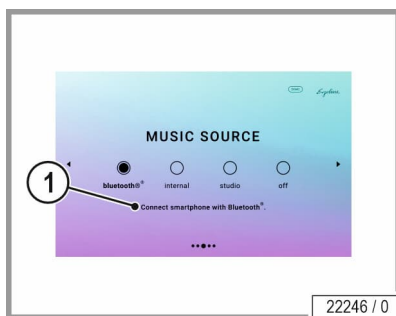 MUSIC SOURCE
bluetooth®® internal studio off
1
Connect smartphone with Bluetooth®.
22246 / 0